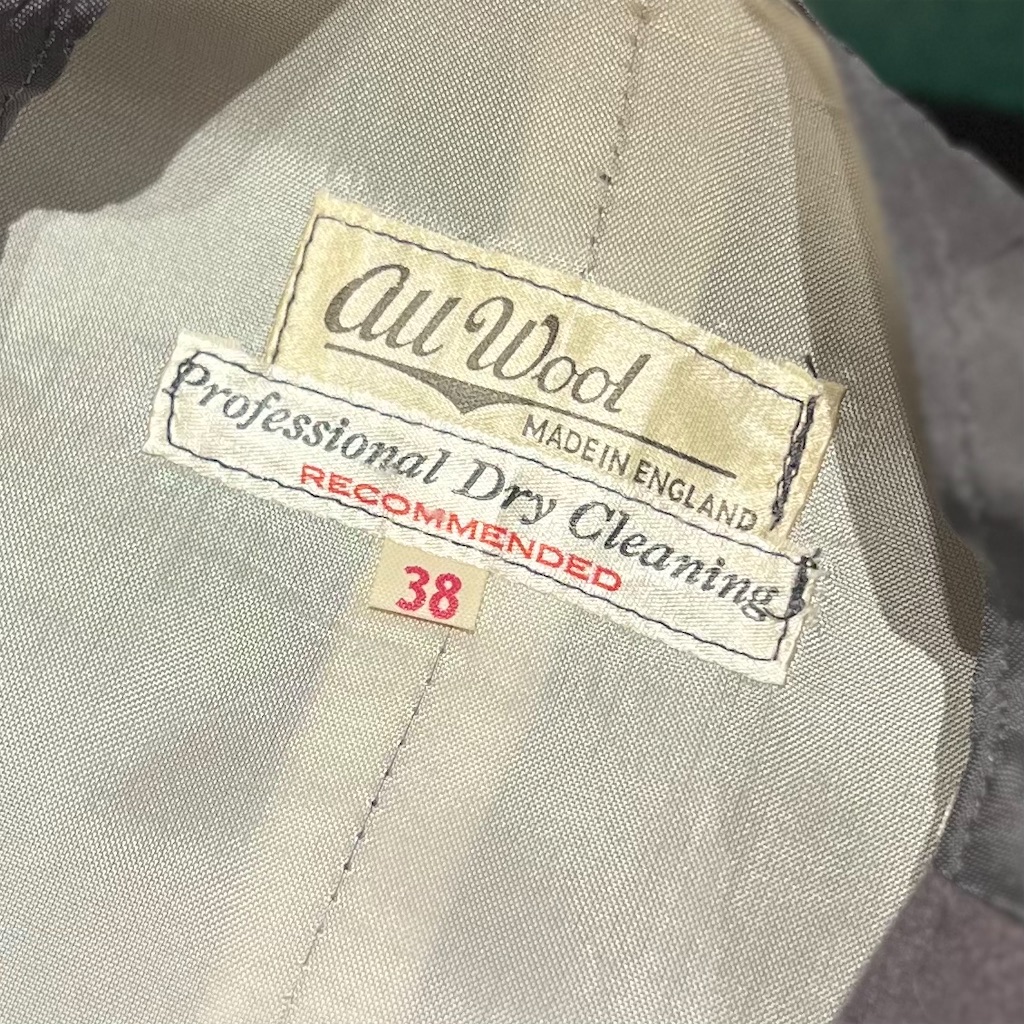 all Wool
MADE IN ENGLAND
Professional Dry Cleaning
RECOMMENDED
38